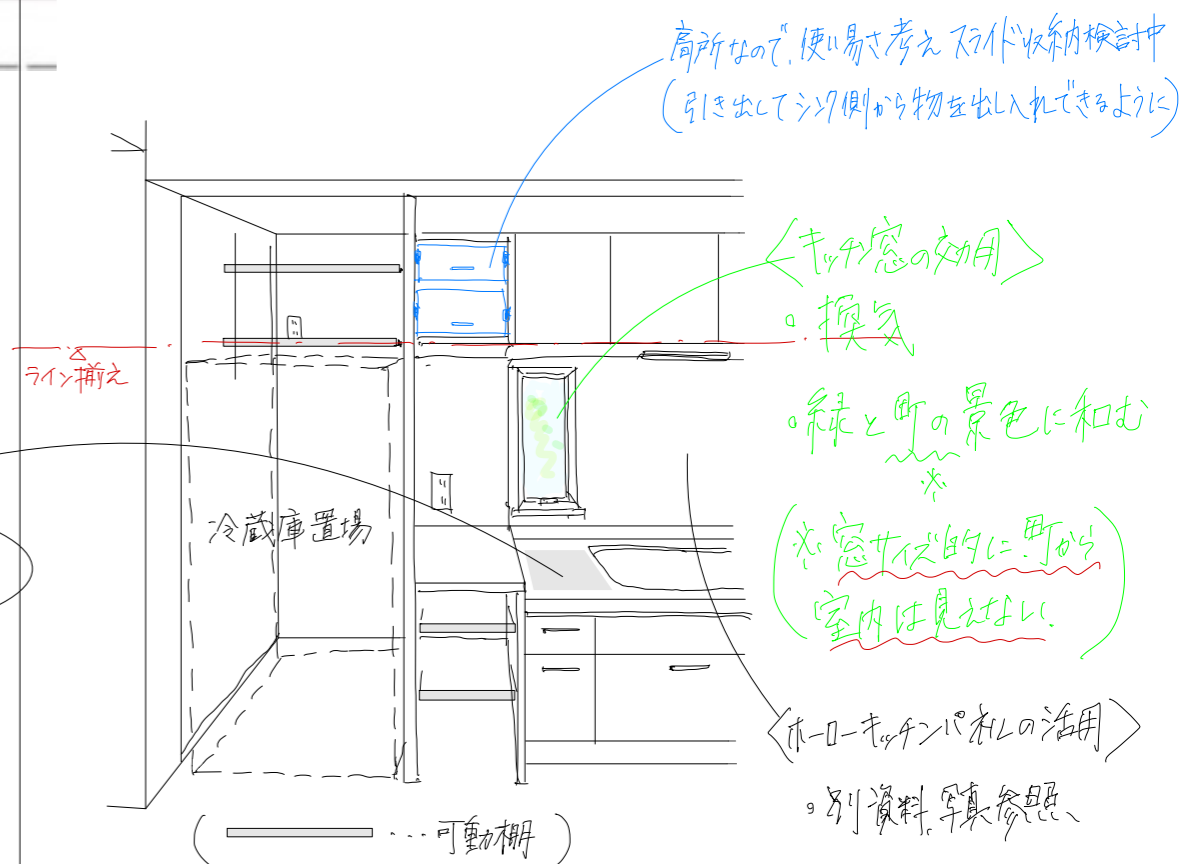 高所なので、使い易さ考え スライド収納検討中
(引き出してシンク側から物を出し入れできるように)
<キッチン窓の効用>
。換気
ライン揃え
。緑と町の景色に和む
※
冷蔵庫置場
(※窓サイズ的に町から
室内は見えない。)
<ホーローキッチンパネルの活用>
。別資料、写真参照、
( ・・・可動棚 )